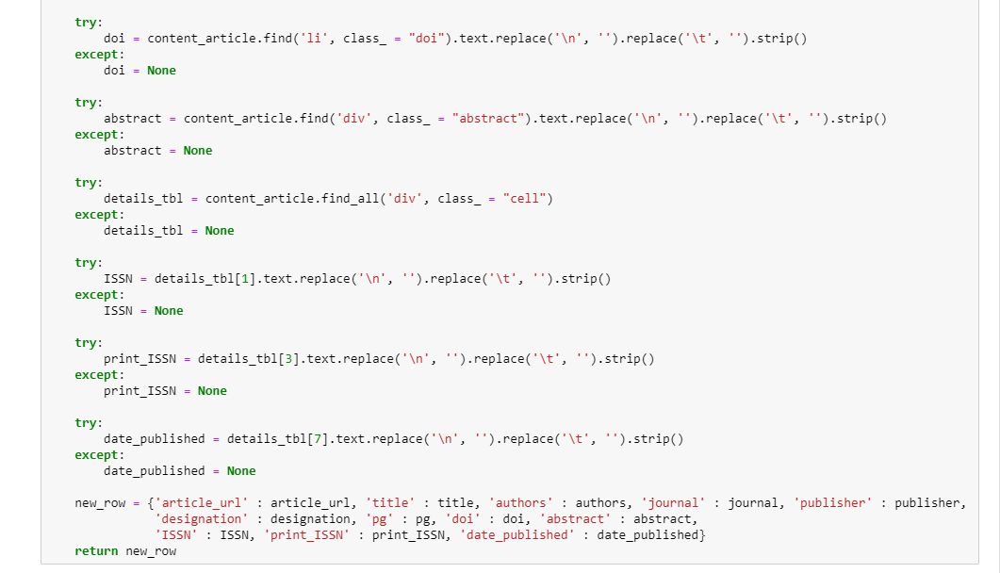 try:
    doi = content_article.find('li', class_ = "doi").text.replace('\n', '').replace('\t', '').strip()
except:
    doi = None
try:
    abstract = content_article.find('div', class_ = "abstract").text.replace('\n', '').replace('\t', '').strip()
except:
    abstract = None
try:
    details_tbl = content_article.find_all('div', class_ = "cell")
except:
    details_tbl = None
try:
    ISSN = details_tbl[1].text.replace('\n', '').replace('\t', '').strip()
except:
    ISSN = None
try:
    print_ISSN = details_tbl[3].text.replace('\n', '').replace('\t', '').strip()
except:
    print_ISSN = None
try:
    date_published = details_tbl[7].text.replace('\n', '').replace('\t', '').strip()
except:
    date_published = None
new_row = {'article_url' : article_url, 'title' : title, 'authors' : authors, 'journal' : journal, 'publisher' : publisher,
           'designation' : designation, 'pg' : pg, 'doi' : doi, 'abstract' : abstract,
           'ISSN' : ISSN, 'print_ISSN' : print_ISSN, 'date_published' : date_published}
return new_row